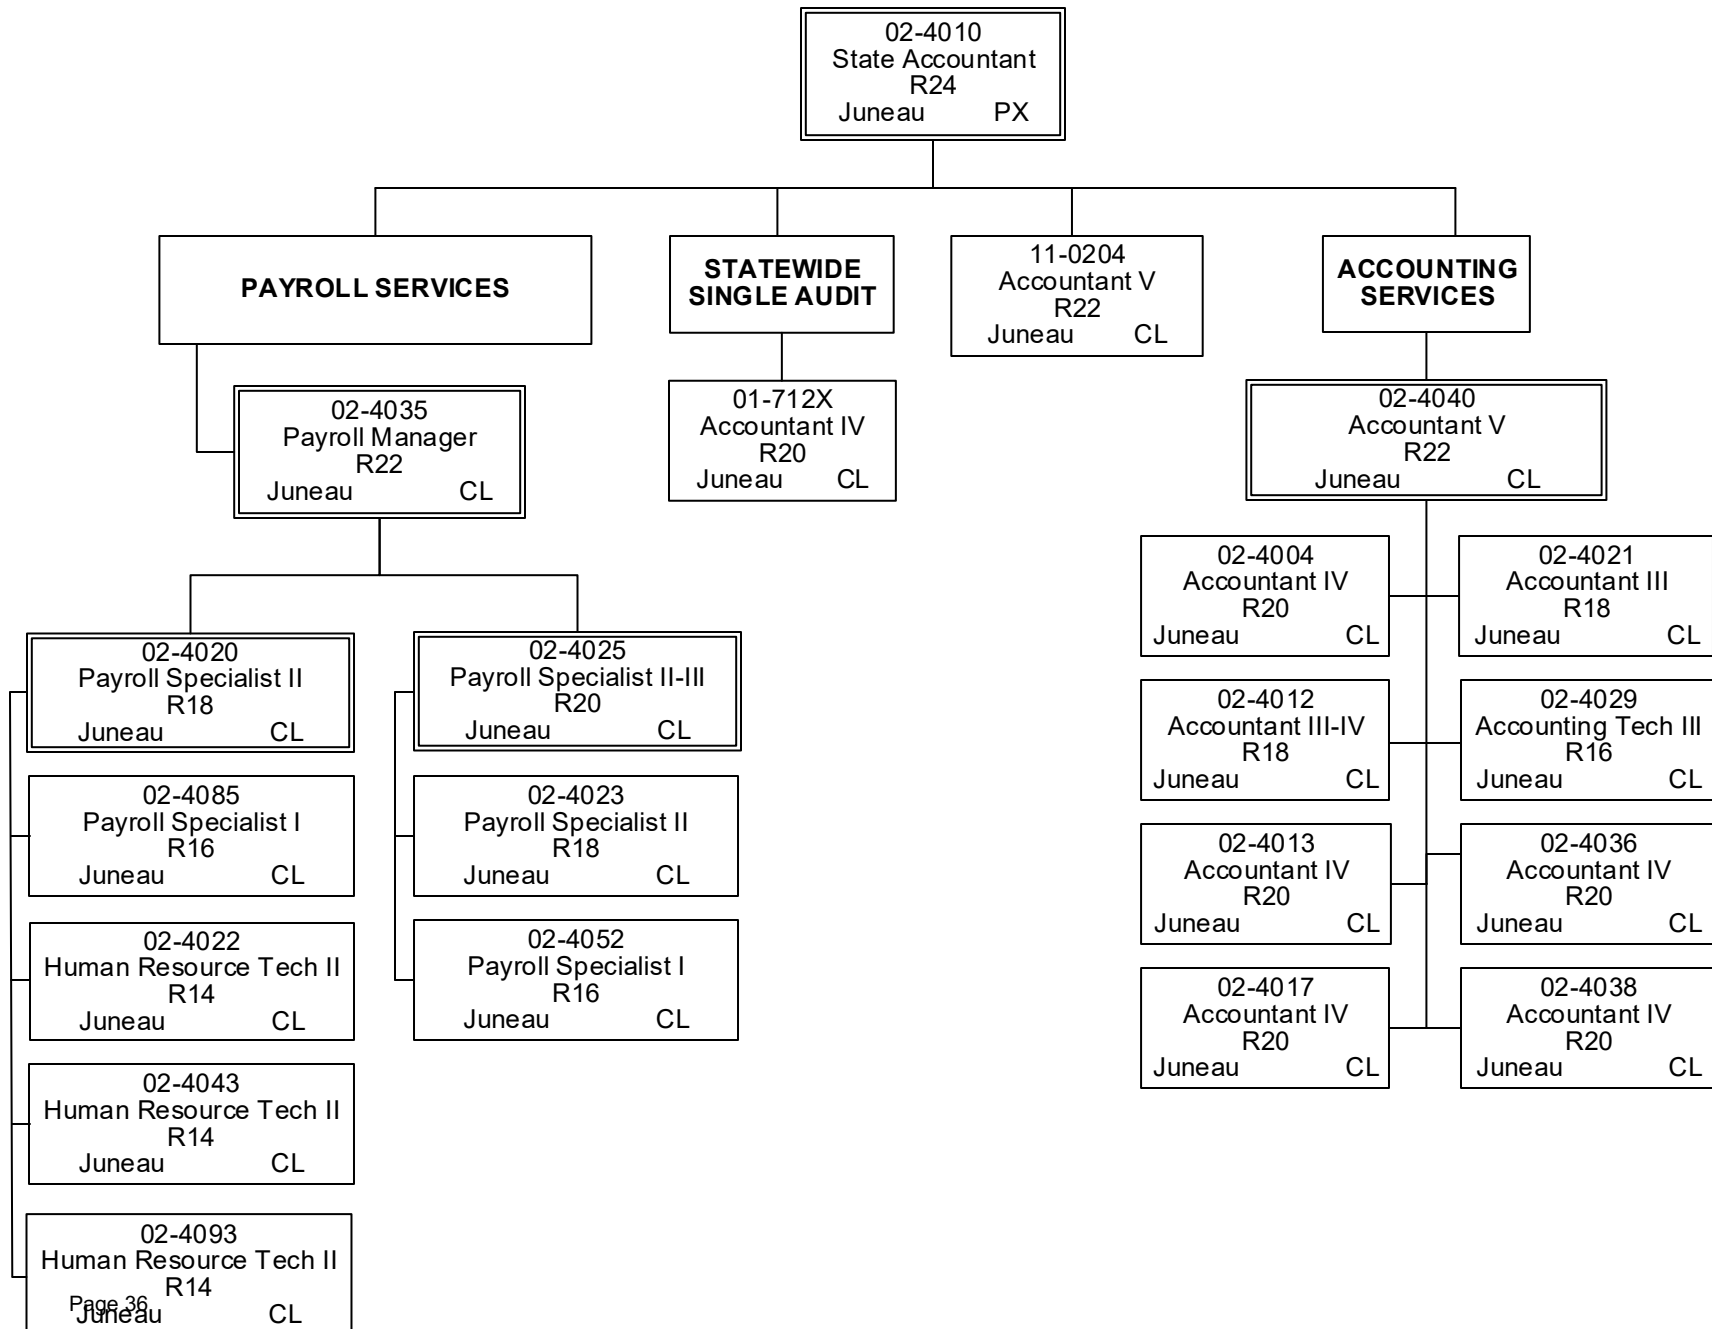 02-4010
State Accountant
R24
Juneau PX
PAYROLL SERVICES
STATEWIDE
SINGLE AUDIT
11-0204
Accountant V
R22
Juneau CL
ACCOUNTING
SERVICES
02-4035
Payroll Manager
R22
Juneau CL
01-712X
Accountant IV
R20
Juneau CL
02-4040
Accountant V
R22
Juneau CL
02-4020
Payroll Specialist II
R18
Juneau CL
02-4085
Payroll Specialist I
R16
Juneau CL
02-4022
Human Resource Tech II
R14
Juneau CL
02-4043
Human Resource Tech II
R14
Juneau CL
02-4093
Human Resource Tech II
R14
Juneau CL
02-4025
Payroll Specialist II-III
R20
Juneau CL
02-4023
Payroll Specialist II
R18
Juneau CL
02-4052
Payroll Specialist I
R16
Juneau CL
02-4004
Accountant IV
R20
Juneau CL
02-4021
Accountant III
R18
Juneau CL
02-4012
Accountant III-IV
R18
Juneau CL
02-4029
Accounting Tech III
R16
Juneau CL
02-4013
Accountant IV
R20
Juneau CL
02-4036
Accountant IV
R20
Juneau CL
02-4017
Accountant IV
R20
Juneau CL
02-4038
Accountant IV
R20
Juneau CL
Page 36